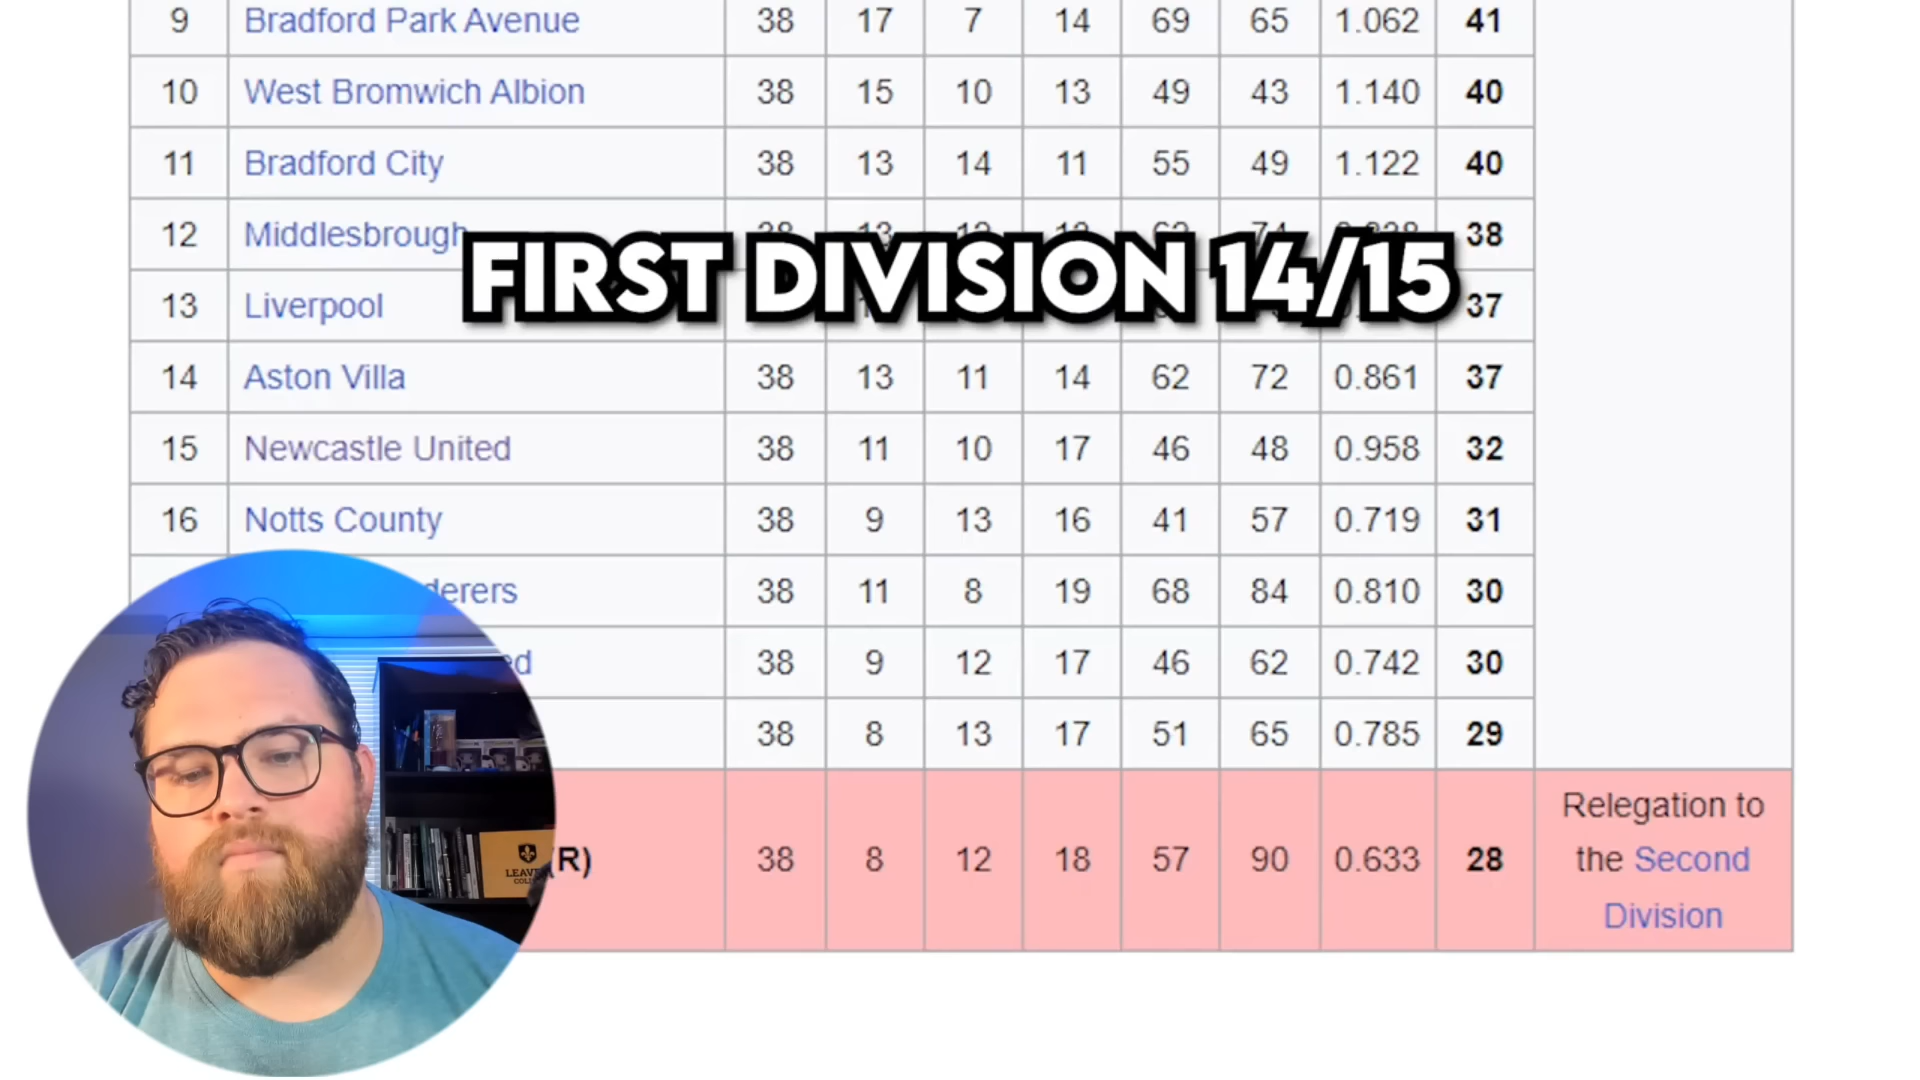 9 Bradford Park Avenue 38 17 7 14 69 65 1.062 41
10 West Bromwich Albion 38 15 10 13 49 43 1.140 40
11 Bradford City 38 13 14 11 55 49 1.122 40
12 Middlesbrough 38
FIRST DIVISION 14/15
13 Liverpool 37
14 Aston Villa 38 13 11 14 62 72 0.861 37
15 Newcastle United 38 11 10 17 46 48 0.958 32
16 Notts County 38 9 13 16 41 57 0.719 31
derers 38 11 8 19 68 84 0.810 30
ed 38 9 12 17 46 62 0.742 30
38 8 13 17 51 65 0.785 29
(R) 38 8 12 18 57 90 0.633 28
Relegation to
the Second
Division